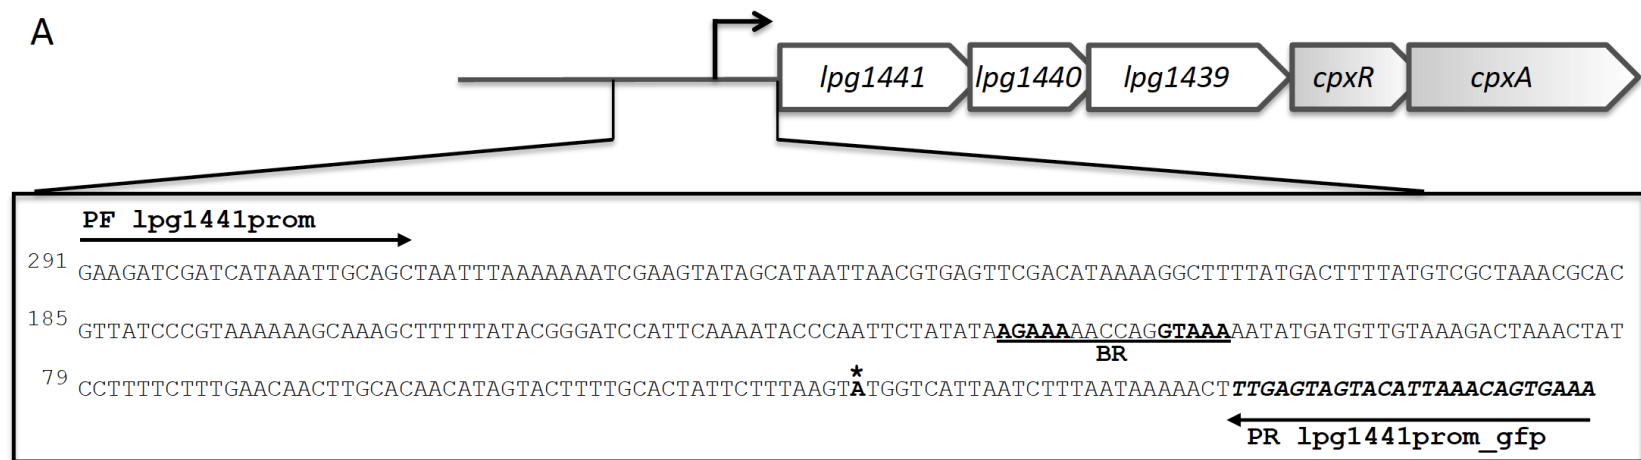 A
lpg1441 lpg1440 lpg1439 cpxR cpxA
PF lpg1441prom
291 GAAGATCGATCATAAATTGCAGCTAATTTAAAAAAATCGAAGTATAGCATAATTAACGTGAGTTCGACATAAAAGGCTTTTATGACTTTTATGTCGCTAAACGCAC
185 GTTATCCCGTAAAAAAGCAAAGCTTTTTATACGGGATCCATTCAAAATACCCAATTCTATATAAGAAAAACCAGGTAAAAATATGATGTTGTAAAGACTAAACTAT
BR
79 CCTTTTCTTTGAACAACTTGCACAACATAGTACTTTTGCACTATTCTTTAAGTATGGTCATTAATCTTTAATAAAAACTTTGAGTAGTACATTAAACAGTGAAA
*
PR lpg1441prom_gfp